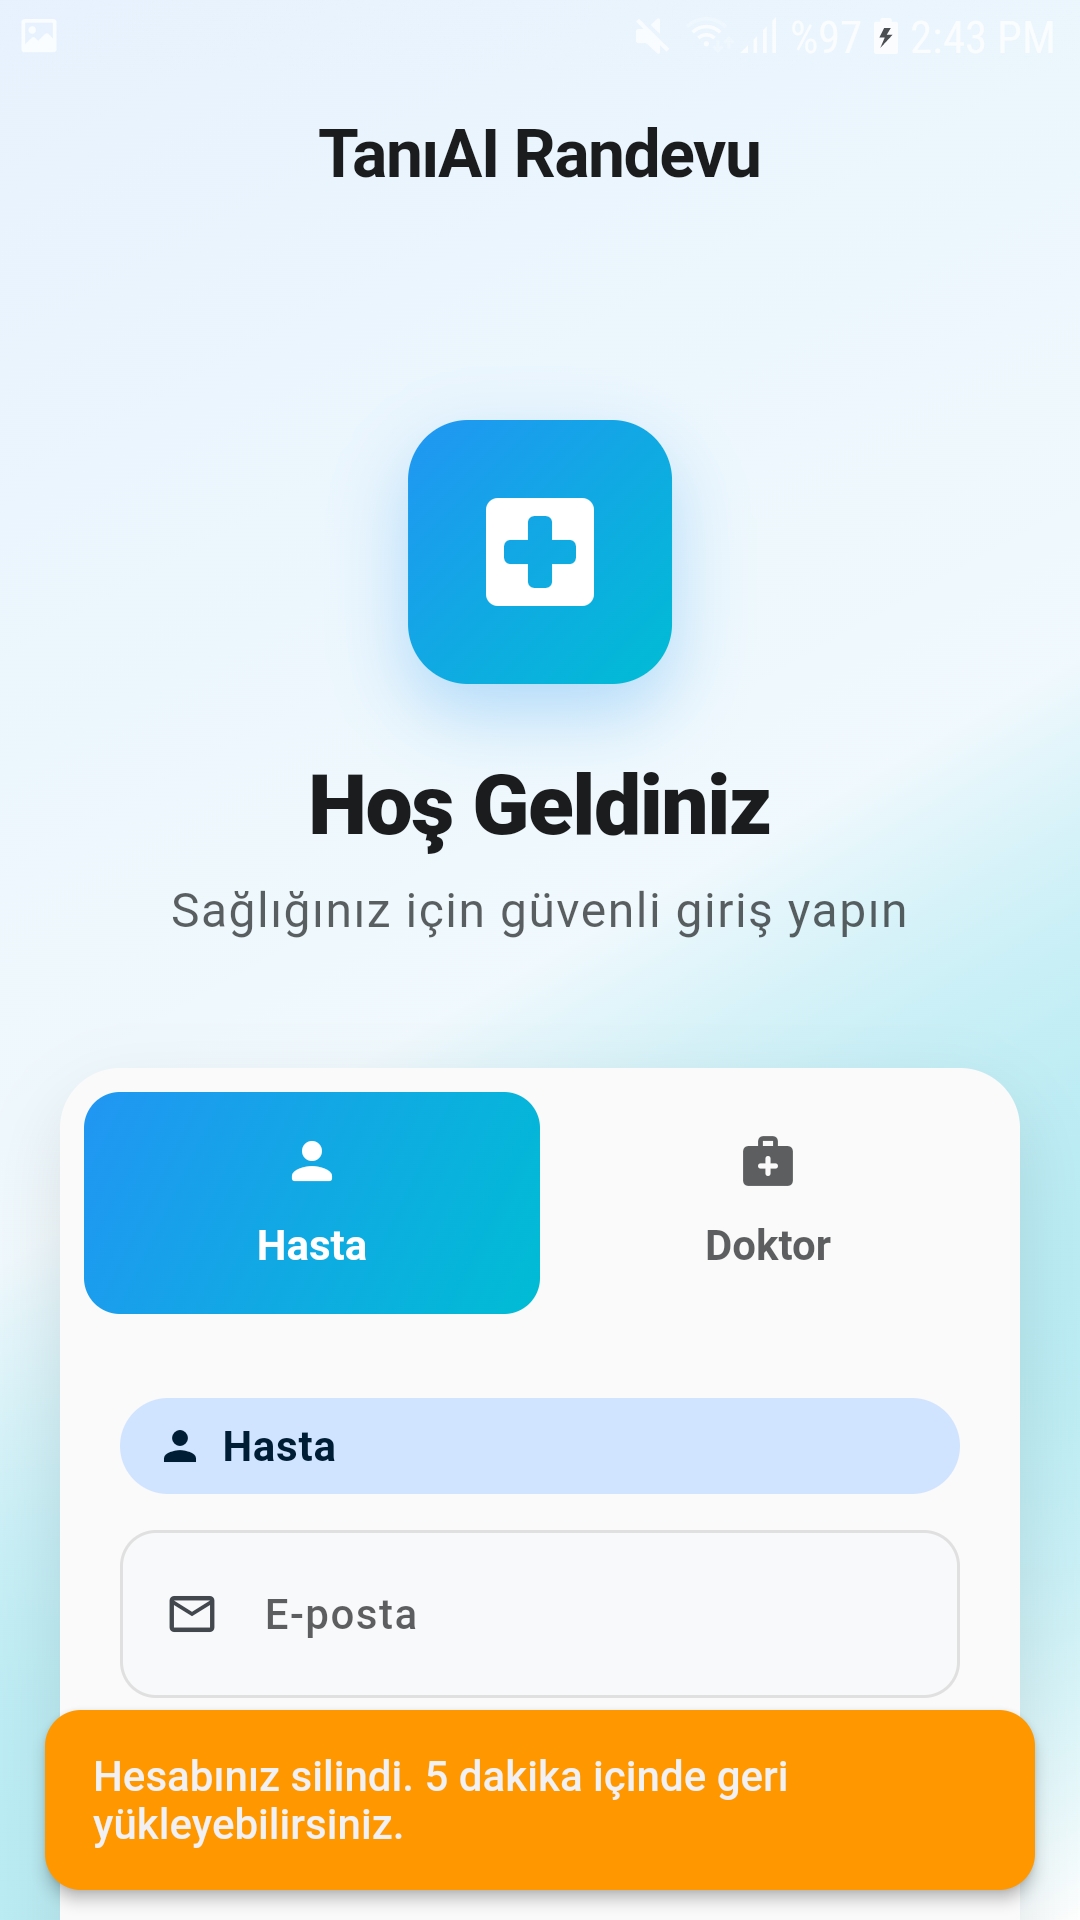 %97 2:43 PM
TanıAI Randevu
Hoş Geldiniz
Sağlığınız için güvenli giriş yapın
Hasta
Doktor
Hasta
E-posta
Hesabınız silindi. 5 dakika içinde geri
yükleyebilirsiniz.